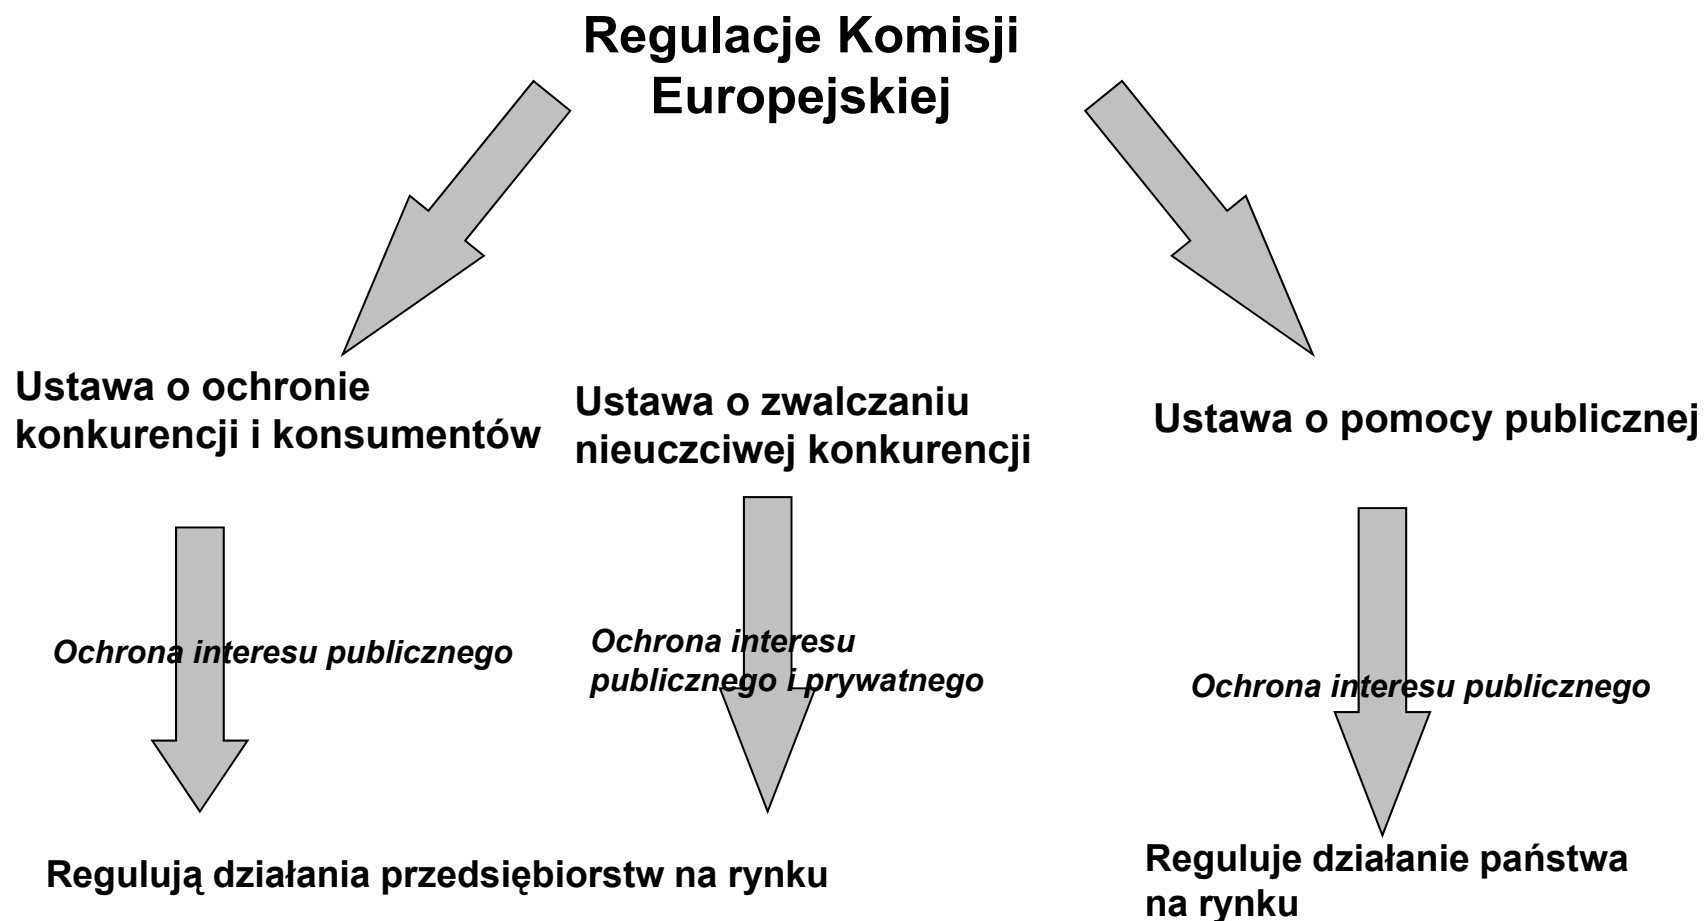 Regulacje Komisji
Europejskiej
Ustawa o ochronie
konkurencji i konsumentów
Ustawa o zwalczaniu
nieuczciwej konkurencji
Ustawa o pomocy publicznej
Ochrona interesu publicznego
Ochrona interesu
publicznego i prywatnego
Ochrona interesu publicznego
Regulują działania przedsiębiorstw na rynku
Reguluje działanie państwa
na rynku